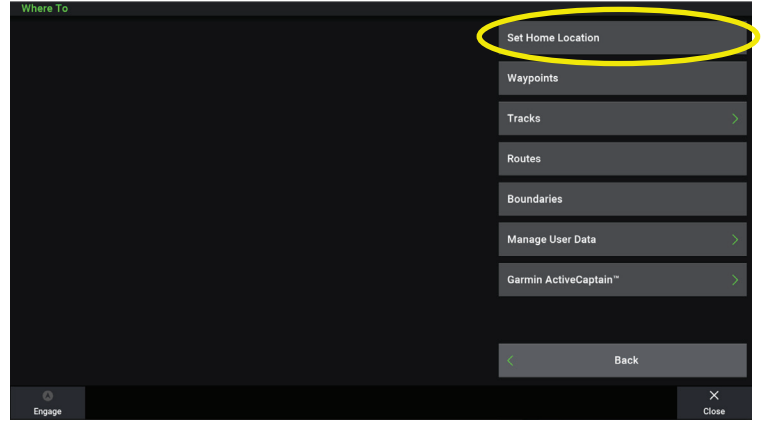 Where To
Set Home Location
Waypoints
Tracks
Routes
Boundaries
Manage User Data
Garmin ActiveCaptain™
Back
Engage
Close